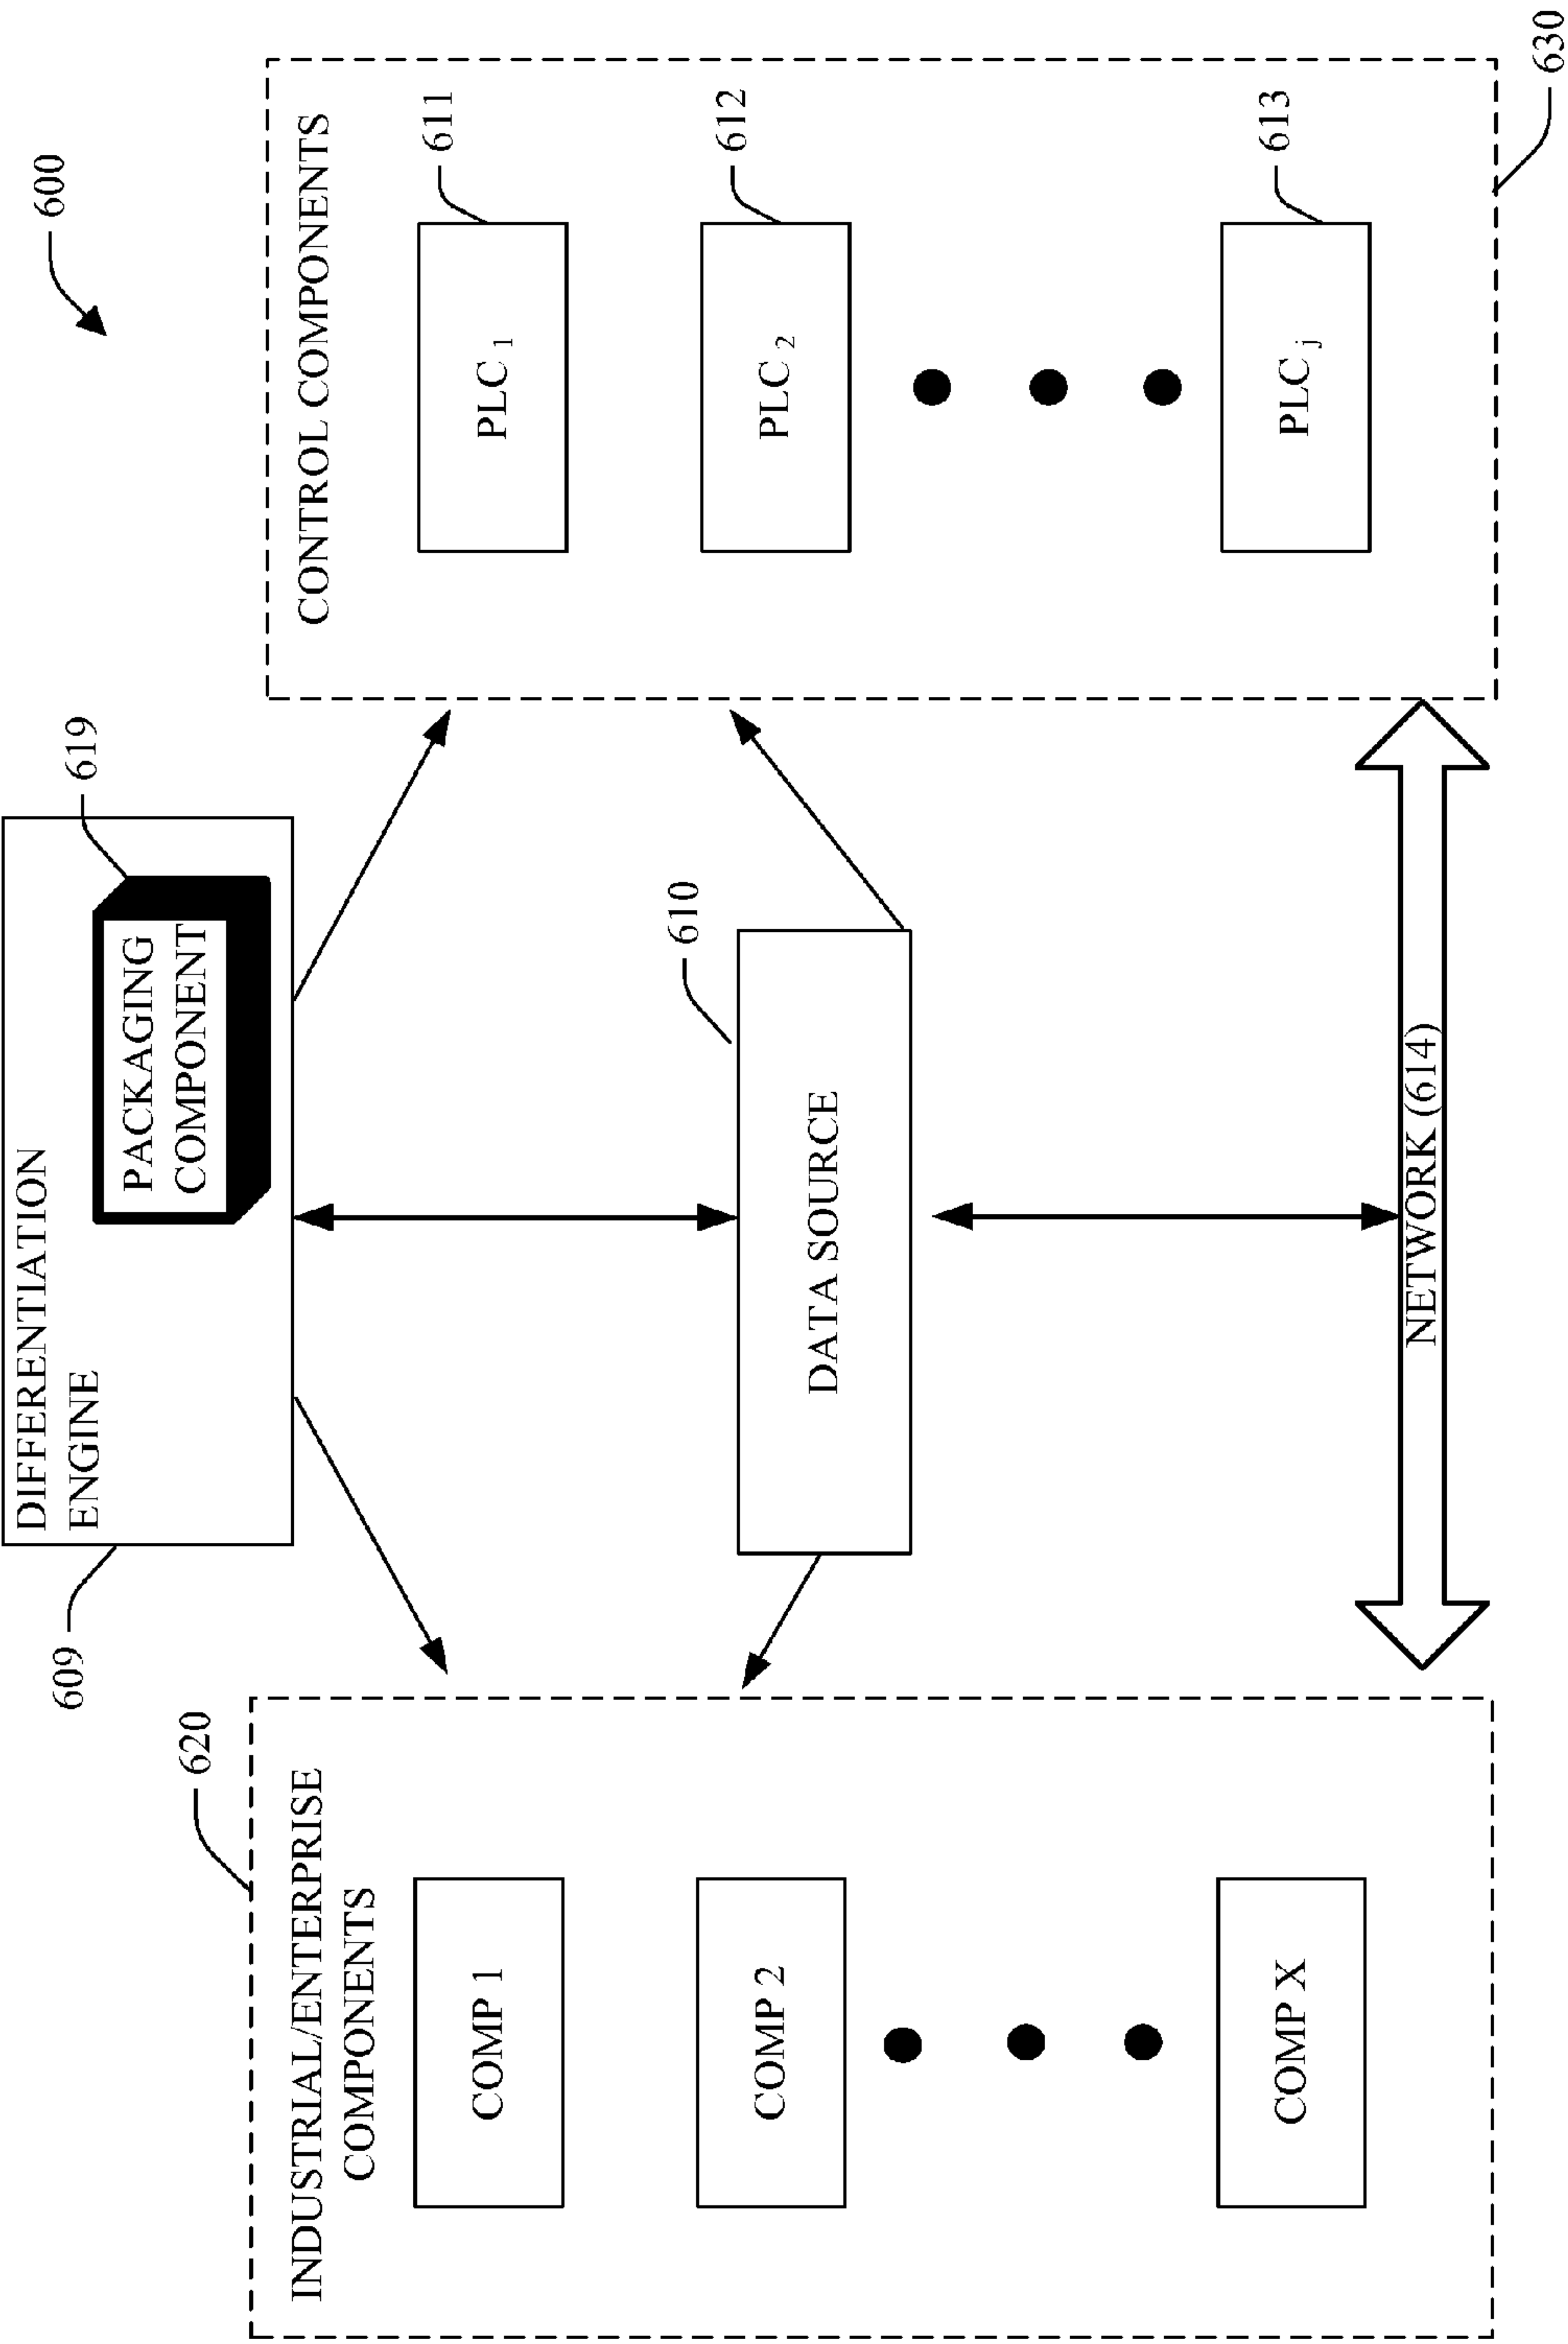 600
DIFFERENTIATION
ENGINE
PACKAGING
COMPONENT
609
619
620
INDUSTRIAL/ENTERPRISE
COMPONENTS
COMP 1
COMP 2
COMP X
DATA SOURCE
610
CONTROL COMPONENTS
PLC 1
611
PLC 2
612
PLC j
613
NETWORK (614)
630